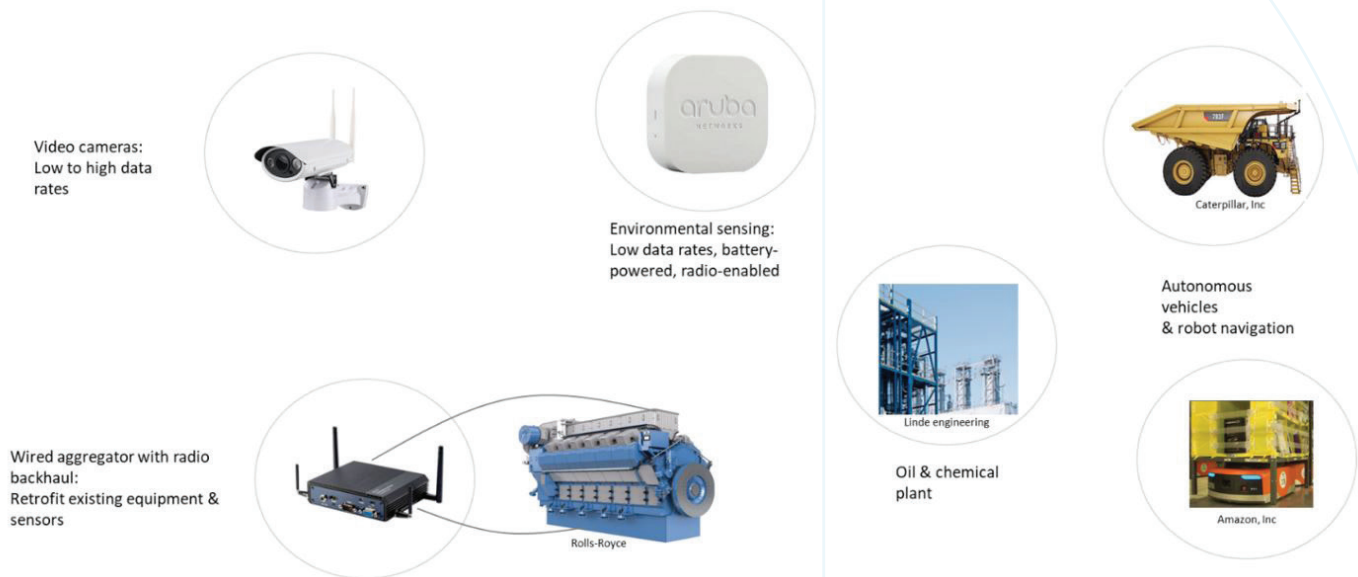 Video cameras:
Low to high data
rates
aruba
NETWORKS
Environmental sensing:
Low data rates, battery-
powered, radio-enabled
Wired aggregator with radio
backhaul:
Retrofit existing equipment &
sensors
Rolls-Royce
Linde engineering
Oil & chemical
plant
793F
Caterpillar, Inc
Autonomous
vehicles
& robot navigation
Amazon, Inc